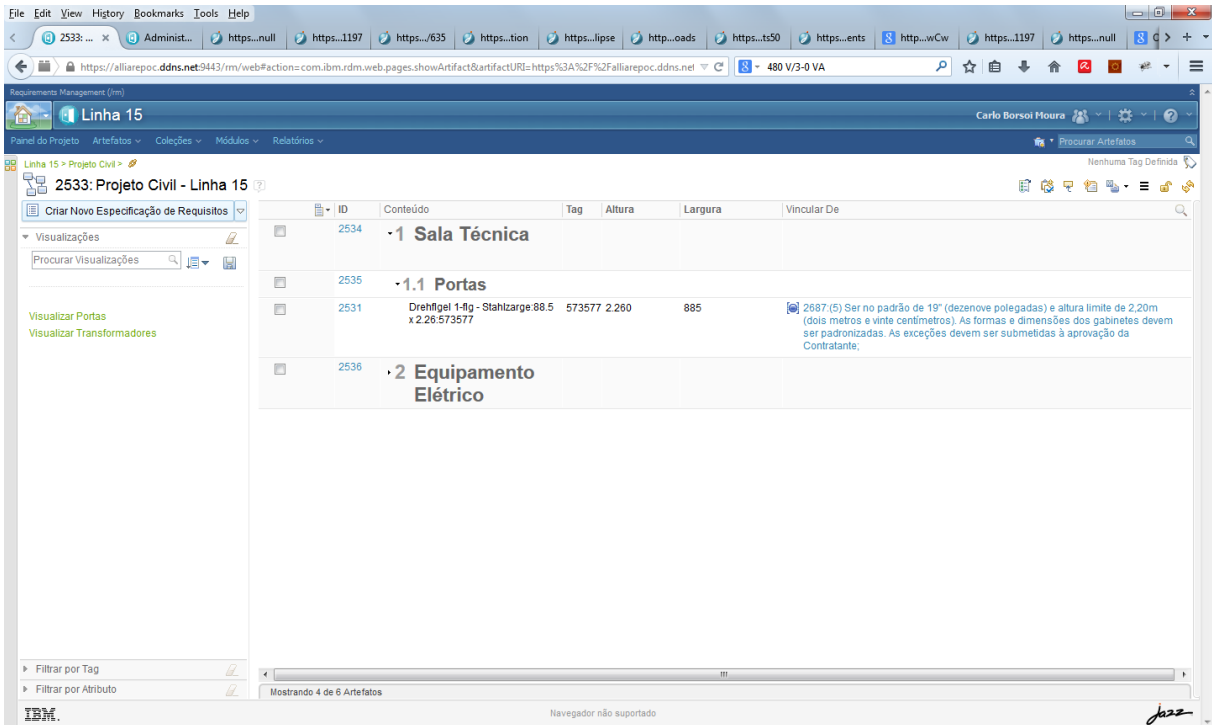 File Edit View History Bookmarks Tools Help
2533: ... × Administ... https...null https...1197 https.../635 https...tion https...lipse http...oads https...ts50 https...ents http...wCw https...1197 https...null
https://alliarepoc.ddns.net:9443/rm/web#action=com.ibm.rdm.web.pages.showArtifact&artifactURI=https%3A%2F%2Falliarepoc.ddns.net 480 V/3-0 VA
Requirements Management (/rm)
Linha 15 Carlo Borsoi Moura
Painel do Projeto Artefatos Coleções Módulos Relatórios Procurar Artefatos
Linha 15 > Projeto Civil > Nenhuma Tag Definida
2533: Projeto Civil - Linha 15
Criar Novo Especificação de Requisitos ID Conteúdo Tag Altura Largura Vincular De
Visualizações
Procurar Visualizações
Visualizar Portas
Visualizar Transformadores
2534 1 Sala Técnica
2535 1.1 Portas
2531 Drehflgel 1-flg - Stahlzarge:88.5 573577 2.260 885 2687:(5) Ser no padrão de 19" (dezenove polegadas) e altura limite de 2,20m
x 2.26:573577 (dois metros e vinte centímetros). As formas e dimensões dos gabinetes devem
ser padronizadas. As exceções devem ser submetidas à aprovação da
Contratante;
2536 2 Equipamento
Elétrico
Filtrar por Tag
Filtrar por Atributo
Mostrando 4 de 6 Artefatos
IBM. Navegador não suportado jazz